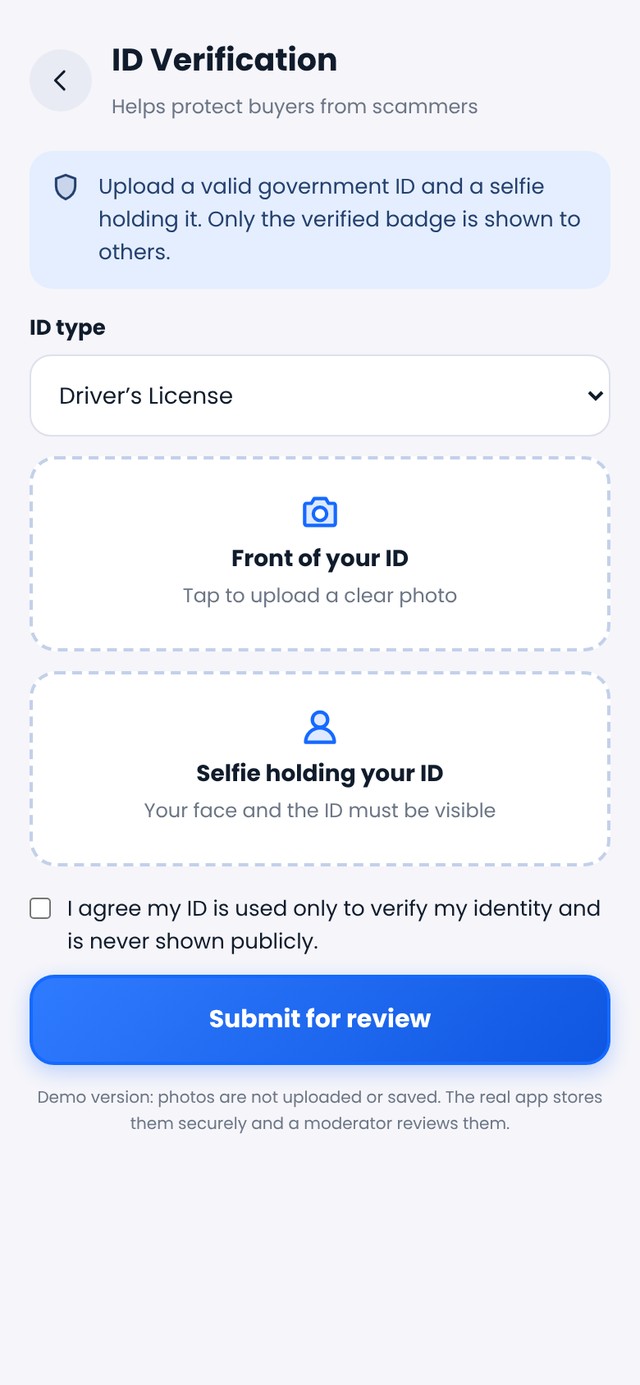 ID Verification
Helps protect buyers from scammers
Upload a valid government ID and a selfie
holding it. Only the verified badge is shown to
others.
ID type
Driver’s License
Front of your ID
Tap to upload a clear photo
Selfie holding your ID
Your face and the ID must be visible
I agree my ID is used only to verify my identity and
is never shown publicly.
Submit for review
Demo version: photos are not uploaded or saved. The real app stores
them securely and a moderator reviews them.